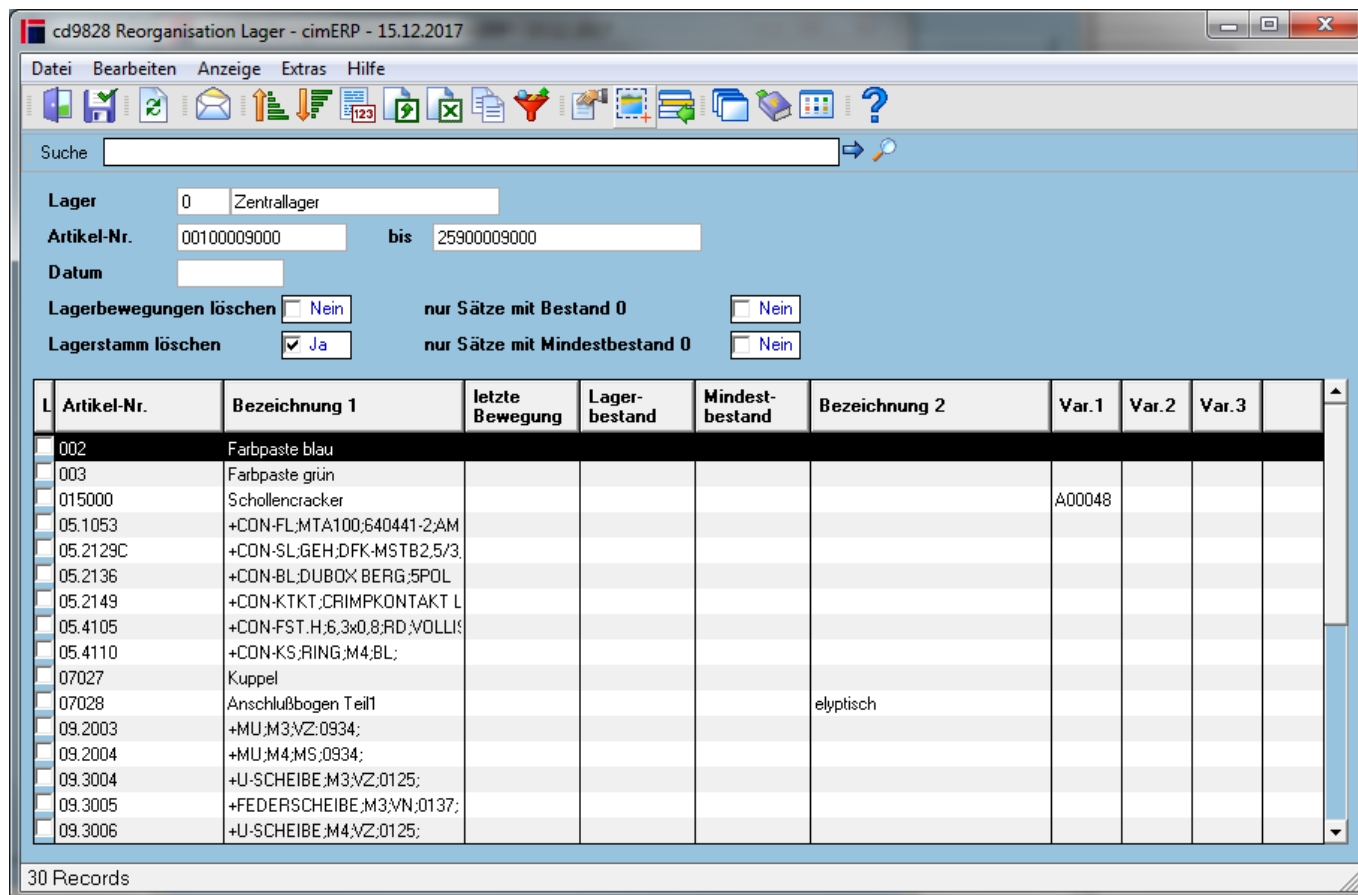 cd9828 Reorganisation Lager - cimERP - 15.12.2017
Datei Bearbeiten Anzeige Extras Hilfe
123
Suche
Lager 0 Zentrallager
Artikel-Nr. 00100009000 bis 25900009000
Datum
Lagerbewegungen löschen Nein nur Sätze mit Bestand 0 Nein
Lagerstamm löschen Ja nur Sätze mit Mindestbestand 0 Nein
L Artikel-Nr. Bezeichnung 1 letzte Bewegung Lager-bestand Mindest-bestand Bezeichnung 2 Var.1 Var.2 Var.3
002 Farbpaste blau
003 Farbpaste grün
015000 Schollencracker A00048
05.1053 +CON-FL;MTA100;640441-2;AM
05.2129C +CON-SL;GEH;DFK-MSTB2,5/3,
05.2136 +CON-BL;DUBOX BERG;5POL
05.2149 +CON-KTKT;CRIMPKONTAKT L
05.4105 +CON-FST.H;6,3x0,8;RD;VOLLIS
05.4110 +CON-KS;RING;M4;BL;
07027 Kuppel
07028 Anschlußbogen Teil1 elyptisch
09.2003 +MU;M3;VZ:0934;
09.2004 +MU;M4;MS;0934;
09.3004 +U-SCHEIBE;M3;VZ;0125;
09.3005 +FEDERSCHEIBE;M3;VN;0137;
09.3006 +U-SCHEIBE;M4;VZ;0125;
30 Records